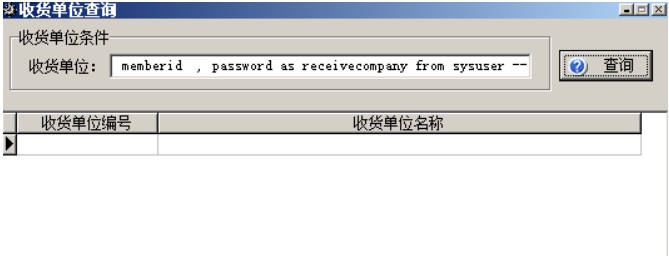 收货单位查询
收货单位条件
收货单位： memberid , password as receivecompany from sysuser --
查询
收货单位编号 收货单位名称